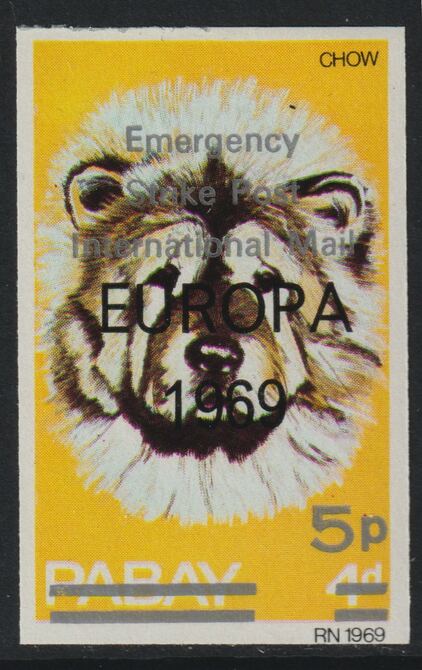 CHOW
Emergency
Strike Post
International Mail
EUROPA
1969
5p
PABAY 4d
RN 1969